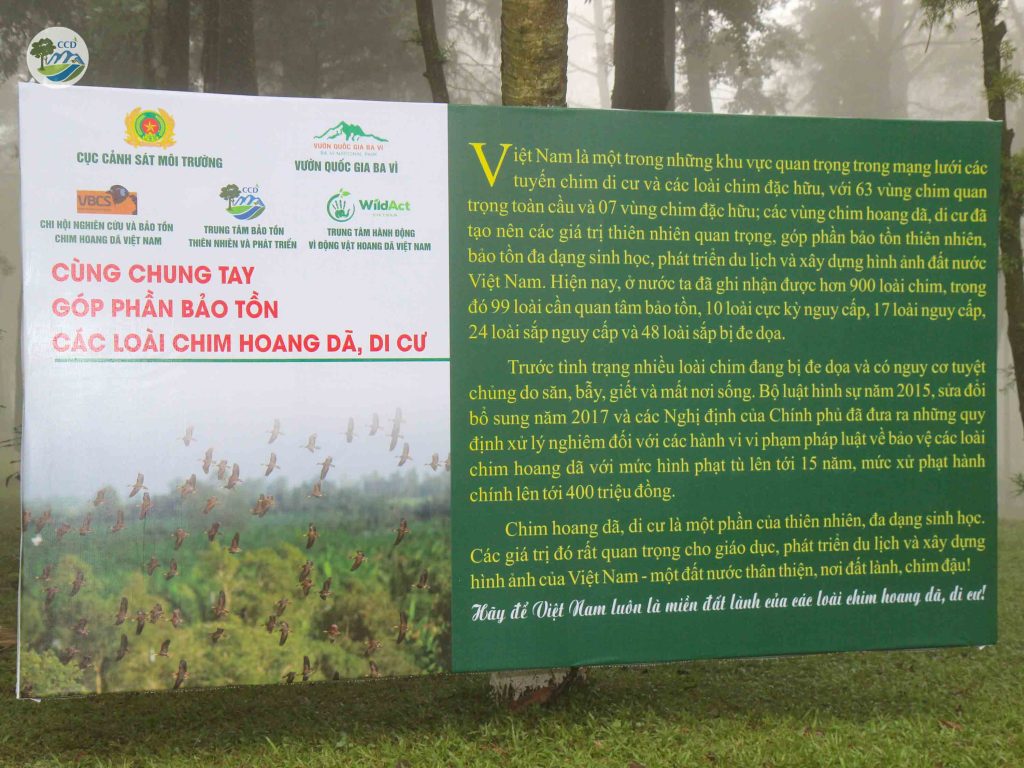 CCD
CỤC CẢNH SÁT MÔI TRƯỜNG
VƯỜN QUỐC GIA BA VÌ
BA VI NATIONAL PARK
VƯỜN QUỐC GIA BA VÌ
VBCS
CHI HỘI NGHIÊN CỨU VÀ BẢO TỒN
CHIM HOANG DÃ VIỆT NAM
CCD
TRUNG TÂM BẢO TỒN
THIÊN NHIÊN VÀ PHÁT TRIỂN
WildAct
VIETNAM
TRUNG TÂM HÀNH ĐỘNG
VÌ ĐỘNG VẬT HOANG DÃ VIỆT NAM
CÙNG CHUNG TAY
GÓP PHẦN BẢO TỒN
CÁC LOÀI CHIM HOANG DÃ, DI CƯ
Việt Nam là một trong những khu vực quan trọng trong mạng lưới các
tuyến chim di cư và các loài chim đặc hữu, với 63 vùng chim quan
trọng toàn cầu và 07 vùng chim đặc hữu; các vùng chim hoang dã, di cư đã
tạo nên các giá trị thiên nhiên quan trọng, góp phần bảo tồn thiên nhiên,
bảo tồn đa dạng sinh học, phát triển du lịch và xây dựng hình ảnh đất nước
Việt Nam. Hiện nay, ở nước ta đã ghi nhận được hơn 900 loài chim, trong
đó 99 loài cần quan tâm bảo tồn, 10 loài cực kỳ nguy cấp, 17 loài nguy cấp,
24 loài sắp nguy cấp và 48 loài sắp bị đe dọa.
Trước tình trạng nhiều loài chim đang bị đe dọa và có nguy cơ tuyệt
chủng do săn, bẫy, giết và mất nơi sống. Bộ luật hình sự năm 2015, sửa đổi
bổ sung năm 2017 và các Nghị định của Chính phủ đã đưa ra những quy
định xử lý nghiêm đối với các hành vi vi phạm pháp luật về bảo vệ các loài
chim hoang dã với mức hình phạt tù lên tới 15 năm, mức xử phạt hành
chính lên tới 400 triệu đồng.
Chim hoang dã, di cư là một phần của thiên nhiên, đa dạng sinh học.
Các giá trị đó rất quan trọng cho giáo dục, phát triển du lịch và xây dựng
hình ảnh của Việt Nam - một đất nước thân thiện, nơi đất lành, chim đậu!
Hãy để Việt Nam luôn là miền đất lành của các loài chim hoang dã, di cư!